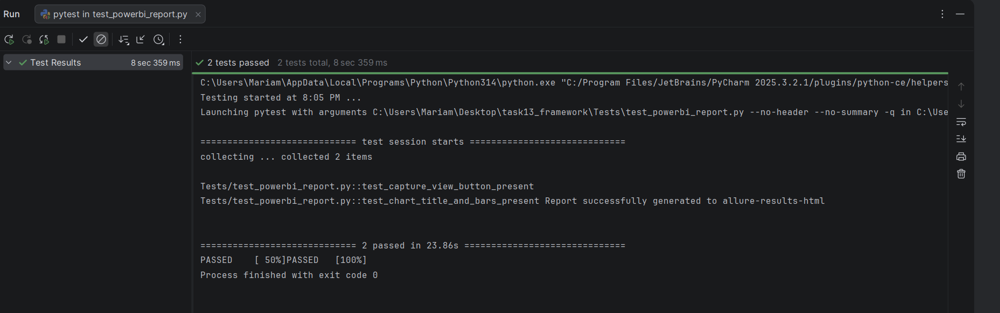 Run pytest in test_powerbi_report.py
Test Results 8 sec 359 ms
2 tests passed 2 tests total, 8 sec 359 ms
C:\Users\Mariam\AppData\Local\Programs\Python\Python314\python.exe "C:/Program Files/JetBrains/PyCharm 2025.3.2.1/plugins/python-ce/helpers
Testing started at 8:05 PM ...
Launching pytest with arguments C:\Users\Mariam\Desktop\task13_framework\Tests\test_powerbi_report.py --no-header --no-summary -q in C:\Use
============================= test session starts =============================
collecting ... collected 2 items
Tests/test_powerbi_report.py::test_capture_view_button_present
Tests/test_powerbi_report.py::test_chart_title_and_bars_present Report successfully generated to allure-results-html
============================= 2 passed in 23.86s ==============================
PASSED    [ 50%]PASSED   [100%]
Process finished with exit code 0